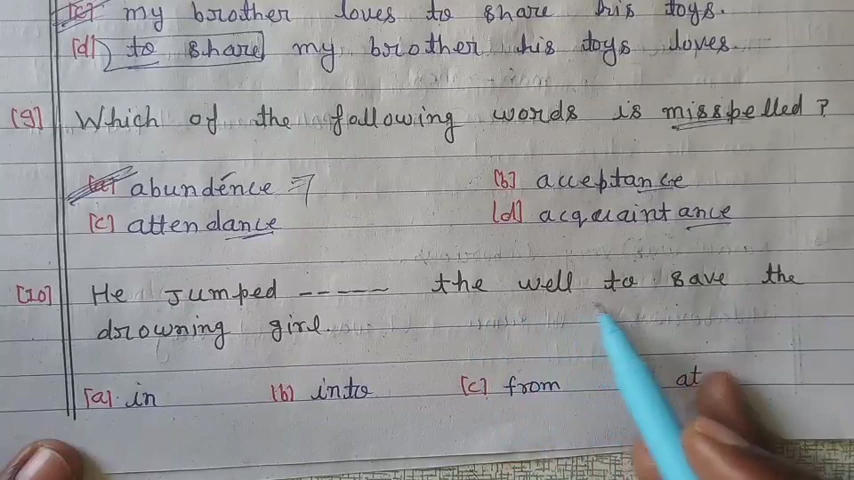 [c] my brother loves to share his toys.
[d] to share my brother his toys loves.
[9] Which of the fallowing words is misspelled?
[a] abundence
[b] acceptance
[c] attendance
[d] acquaintance
[10] He Jumped ----- the well to save the
drowning girl.
[a] in [b] into [c] from at